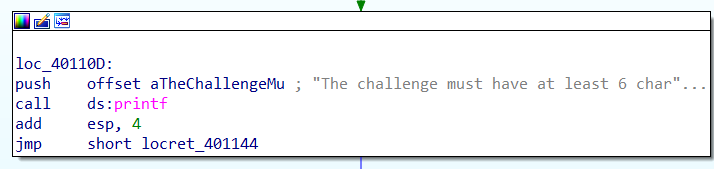 loc_40110D:
push    offset aTheChallengeMu ; "The challenge must have at least 6 char"...
call    ds:printf
add     esp, 4
jmp     short locret_401144